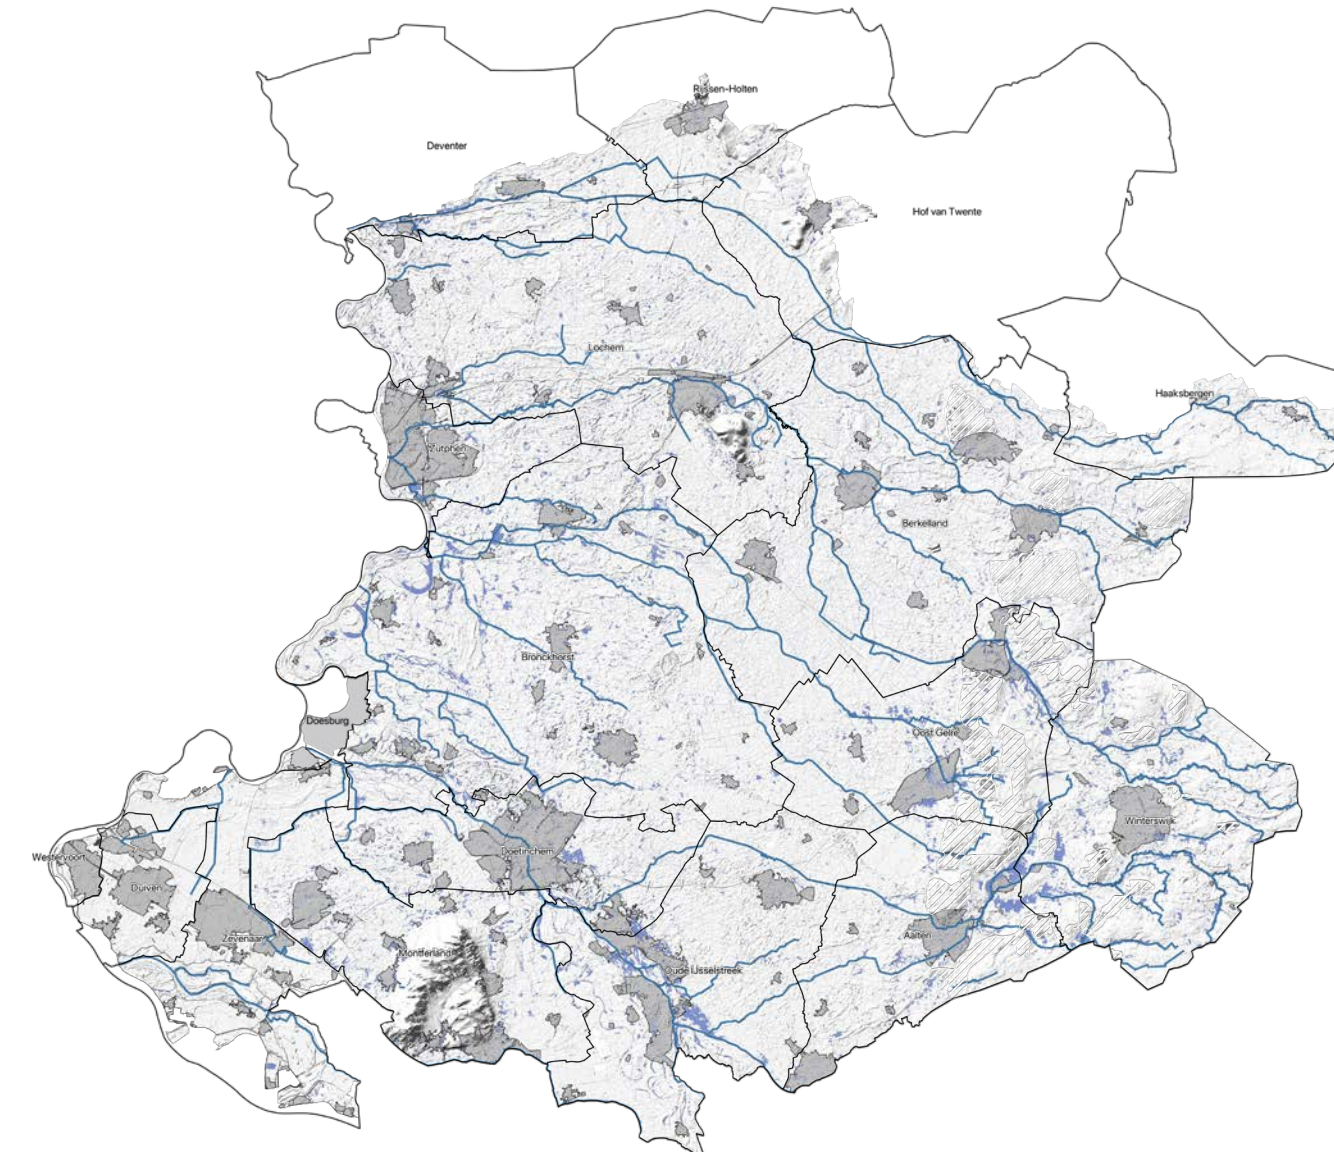 Rijssen-Holten
Deventer
Hof van Twente
Lochem
Haaksbergen
Zutphen
Berkelland
Bronckhorst
Doesburg
Oost Gelre
Winterswijk
Westervoort
Doetinchem
Duiven
Zevenaar
Aalten
Montferland
Oude IJsselstreek